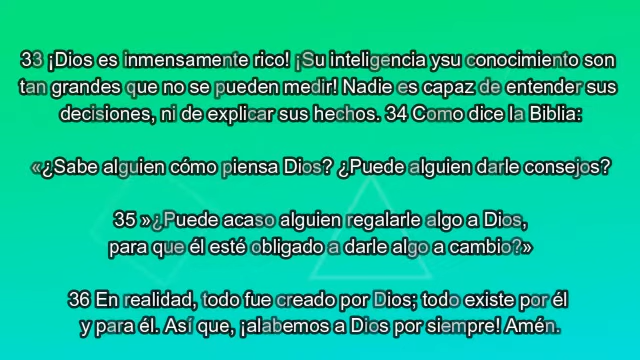 33 ¡Dios es inmensamente rico! ¡Su inteligencia ysu conocimiento son
tan grandes que no se pueden medir! Nadie es capaz de entender sus
decisiones, ni de explicar sus hechos. 34 Como dice la Biblia:
«¿Sabe alguien cómo piensa Dios? ¿Puede alguien darle consejos?
35 »¿Puede acaso alguien regalarle algo a Dios,
para que él esté obligado a darle algo a cambio?»
36 En realidad, todo fue creado por Dios; todo existe por él
y para él. Así que, ¡alabemos a Dios por siempre! Amén.